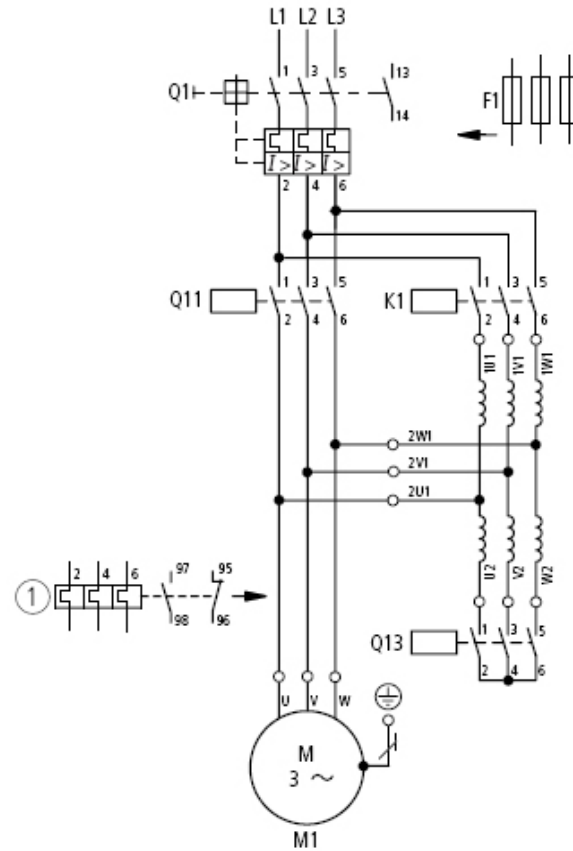 L1 L2 L3
1 3 5 13
Q1
14
F1
I> I> I>
2 4 6
1 3 5
Q11
2 4 6
1 3 5
K1
2 4 6
1U1 1V1 1W1
2W1
2V1
2U1
U2 V2 W2
2 4 6 97 95
1
98 96
1 3 5
Q13
2 4 6
U V W
M
3 ~
M1